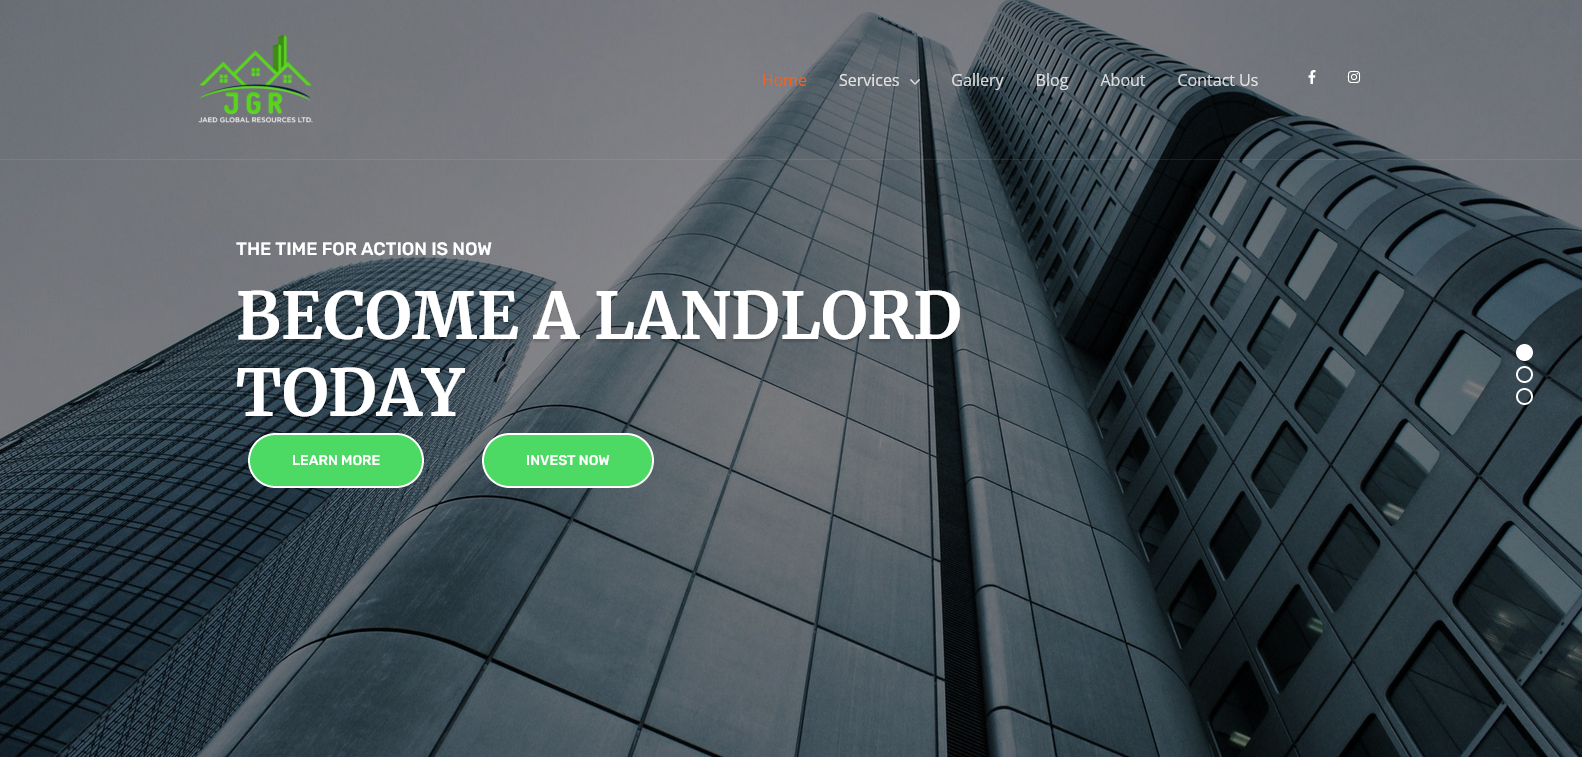 JGR
JAED GLOBAL RESOURCES LTD.
Home Services Gallery Blog About Contact Us
THE TIME FOR ACTION IS NOW
BECOME A LANDLORD
TODAY
LEARN MORE INVEST NOW